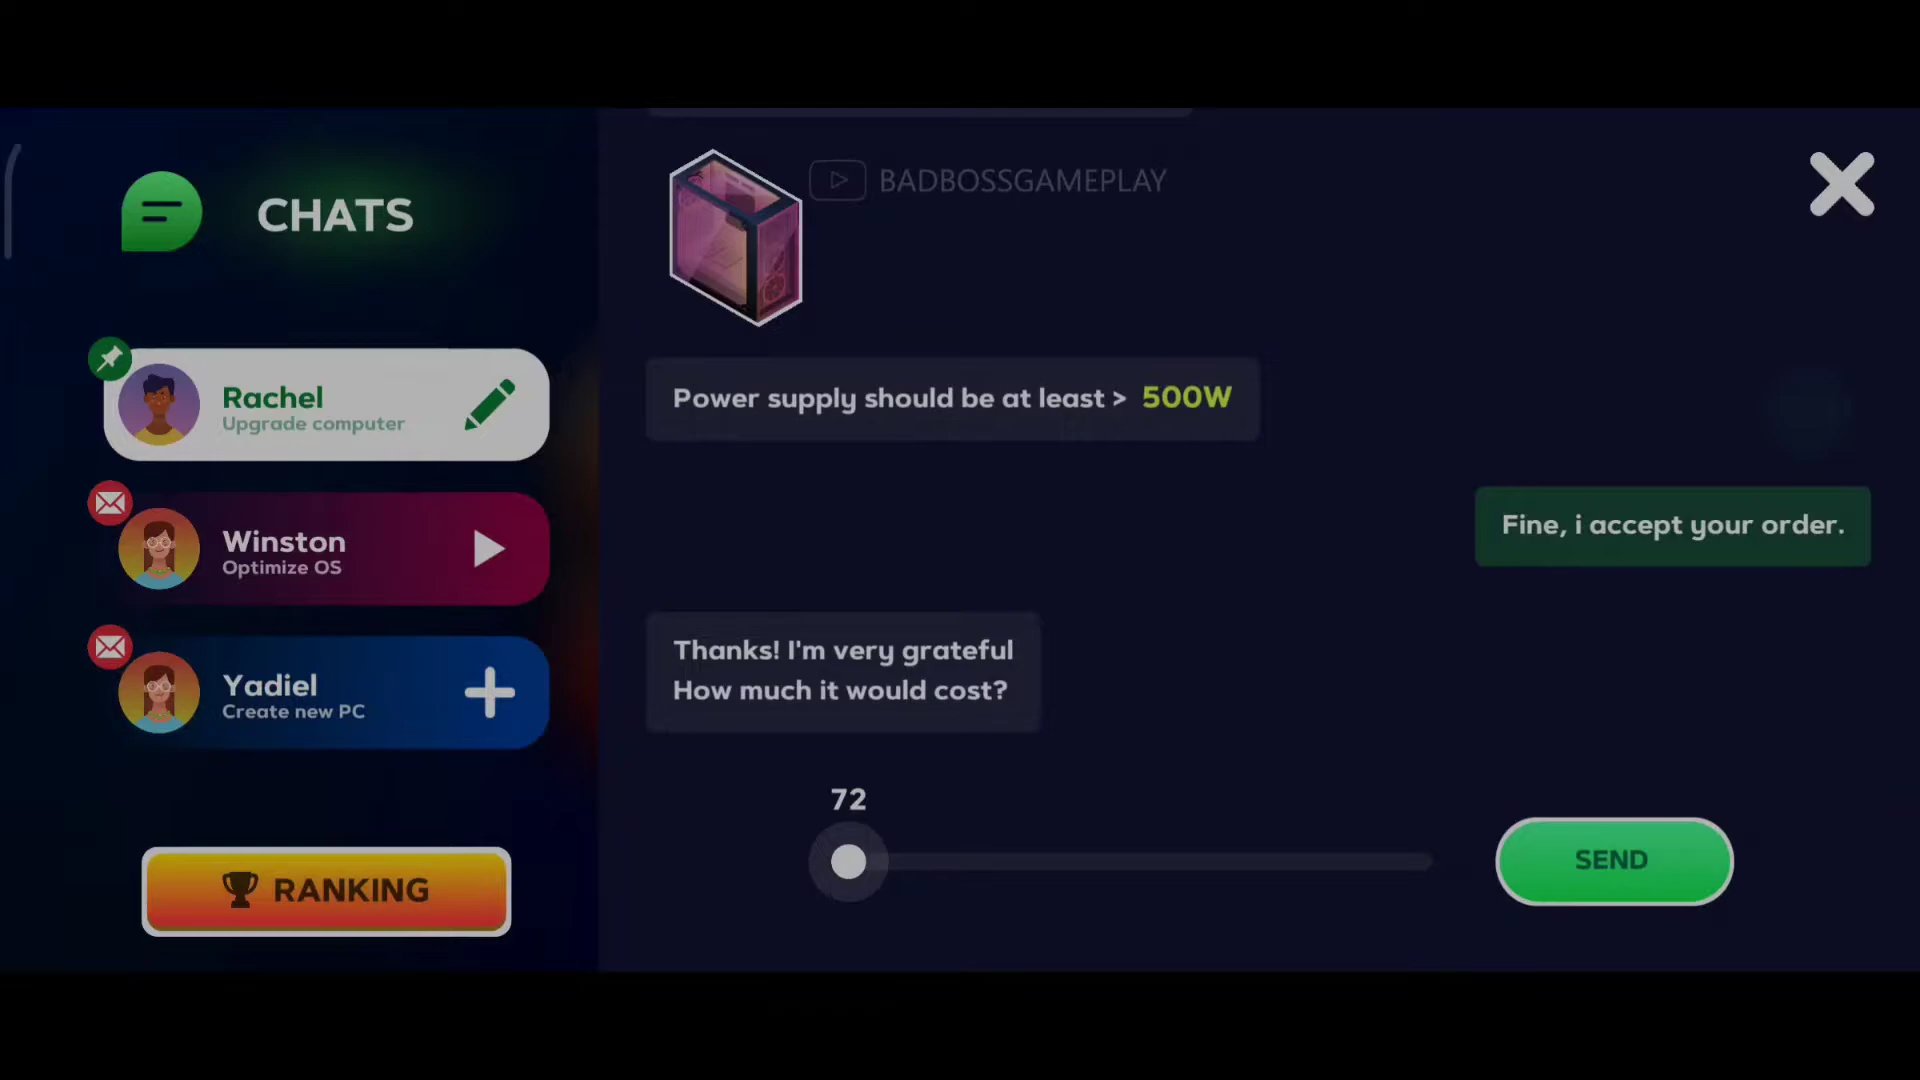 CHATS
BADBOSSGAMEPLAY
Rachel
Upgrade computer
Winston
Optimize OS
Yadiel
Create new PC
RANKING
Power supply should be at least > 500W
Fine, i accept your order.
Thanks! I'm very grateful
How much it would cost?
72
SEND